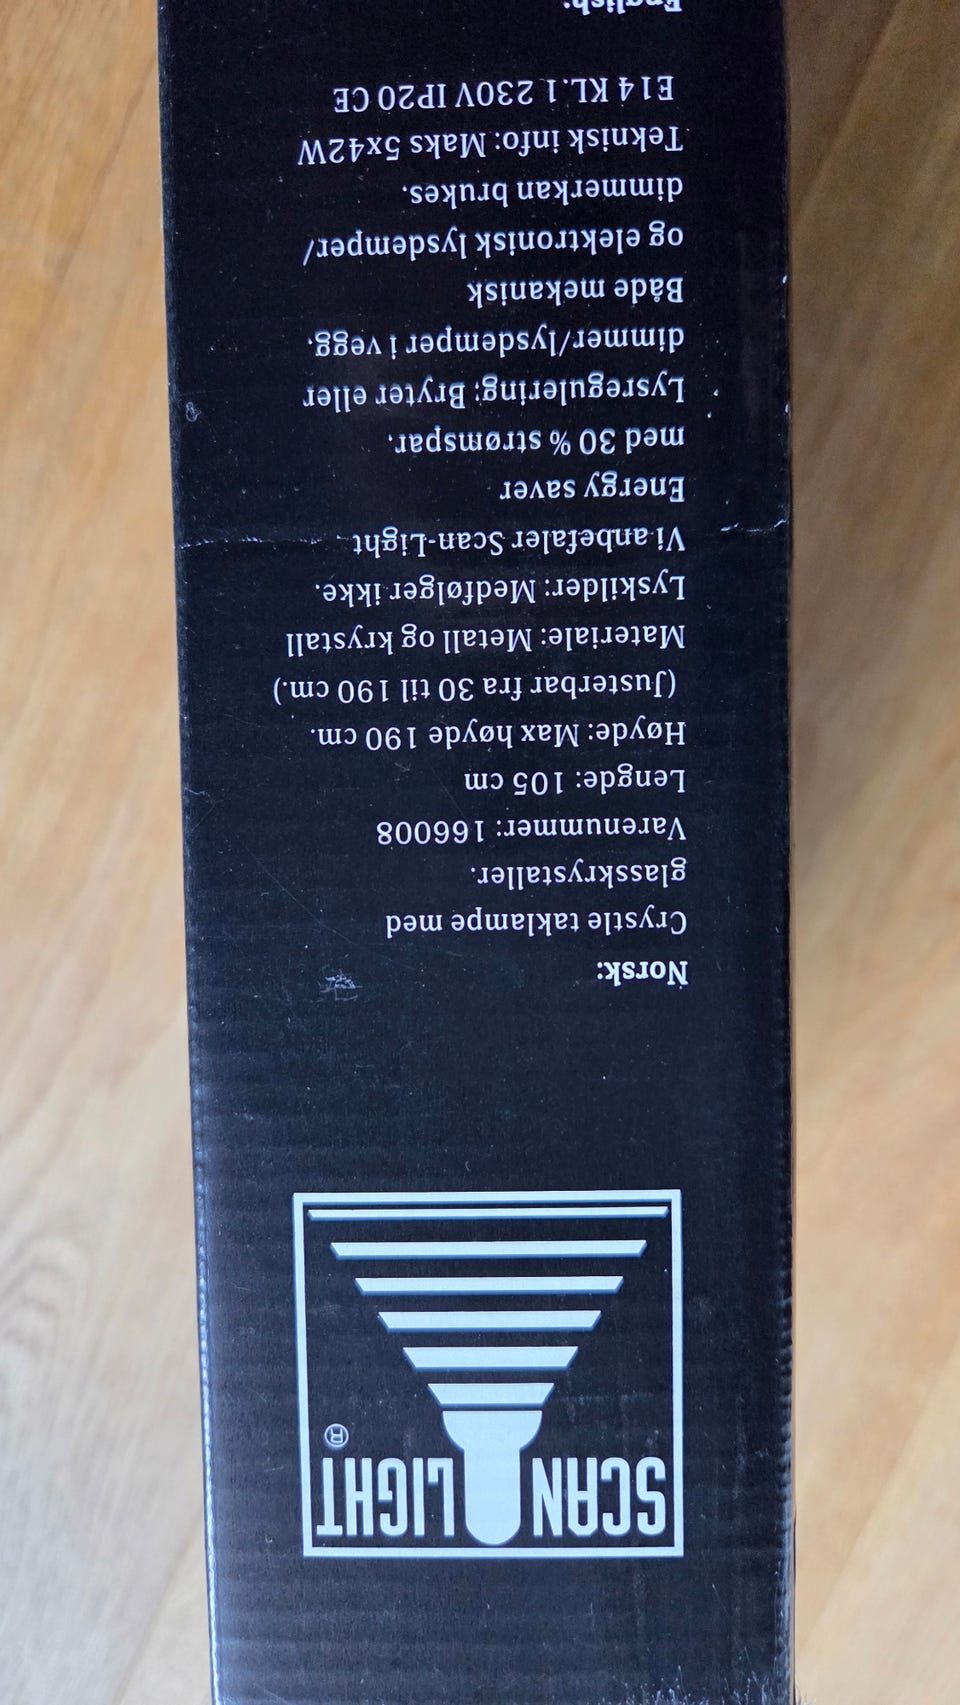 SCAN LIGHT®
Norsk:
Crystle taklampe med
glasskrystaller.
Varenummer: 166008
Lengde: 105 cm
Høyde: Max høyde 190 cm.
(Justerbar fra 30 til 190 cm.)
Materiale: Metall og krystall
Lyskilder: Medfølger ikke.
Vi anbefaler Scan-Light
Energy saver
med 30 % strømspar.
Lysregulering: Bryter eller
dimmer/lysdemper i vegg.
Både mekanisk
og elektronisk lysdemper/
dimmerkan brukes.
Teknisk info: Maks 5x42W
E14 KL.1 230V IP20 CE
English: